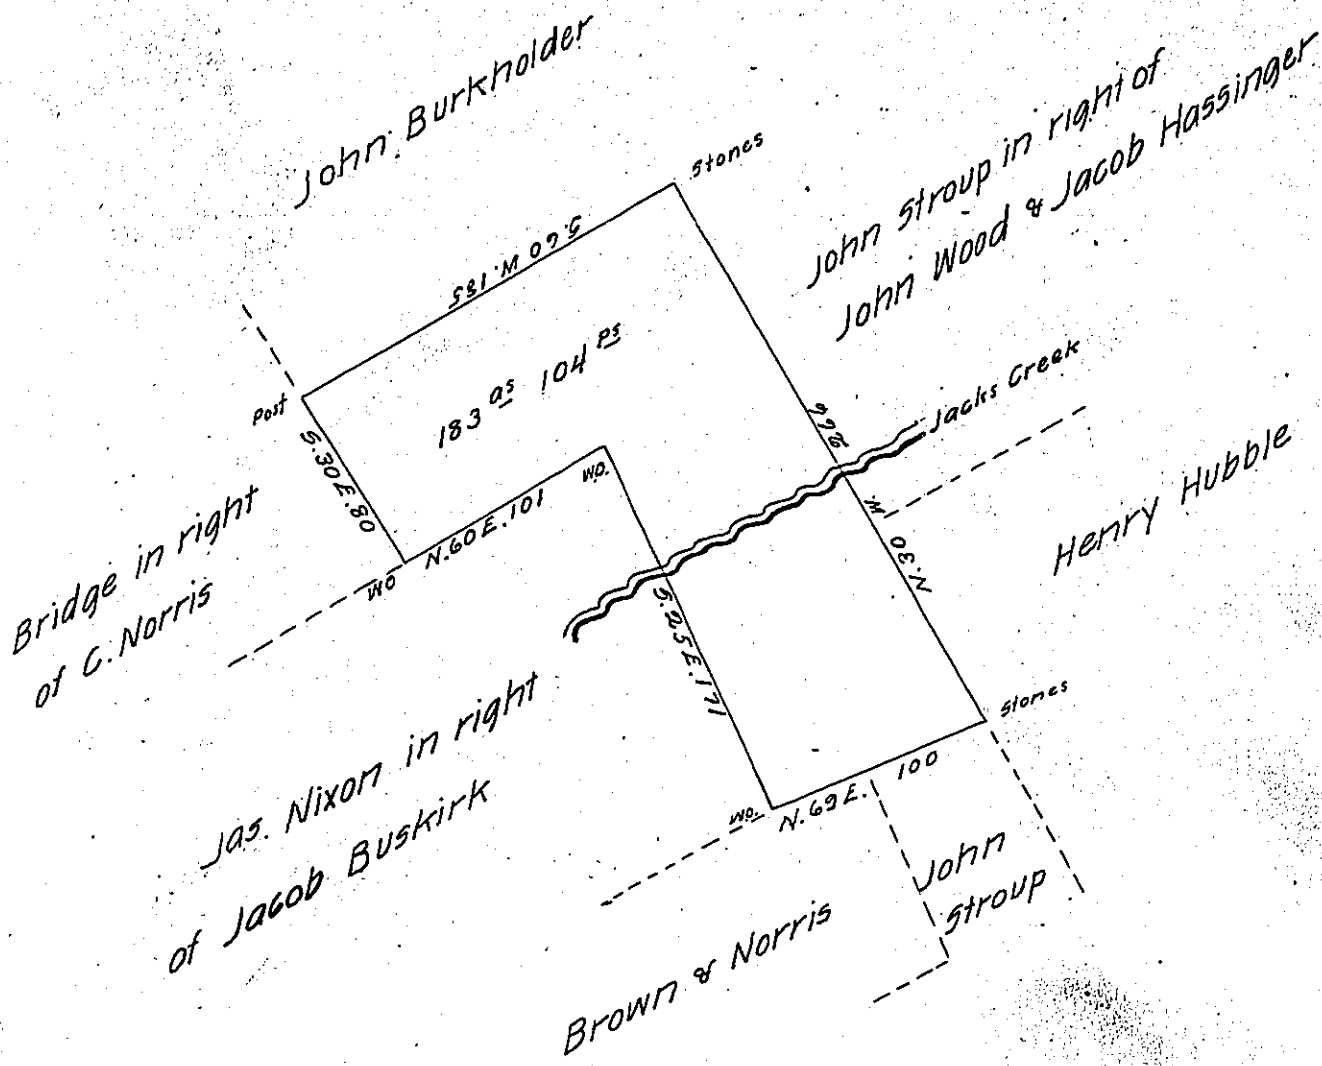 John Burkholder
Stones
John Stroup in right of
John Wood & Jacob Hassinger
S.60 W.185
183 as 104 ps
Post
S.30E.80
N.60E.101
WO.
WO
266
Jacks Creek
W.
N.30
Henry Hubble
Bridge in right
of C. Norris
S.25E.171
Stones
Jas. Nixon in right
of Jacob Buskirk
WO.
N.69E. 100
John
Stroup
Brown & Norris